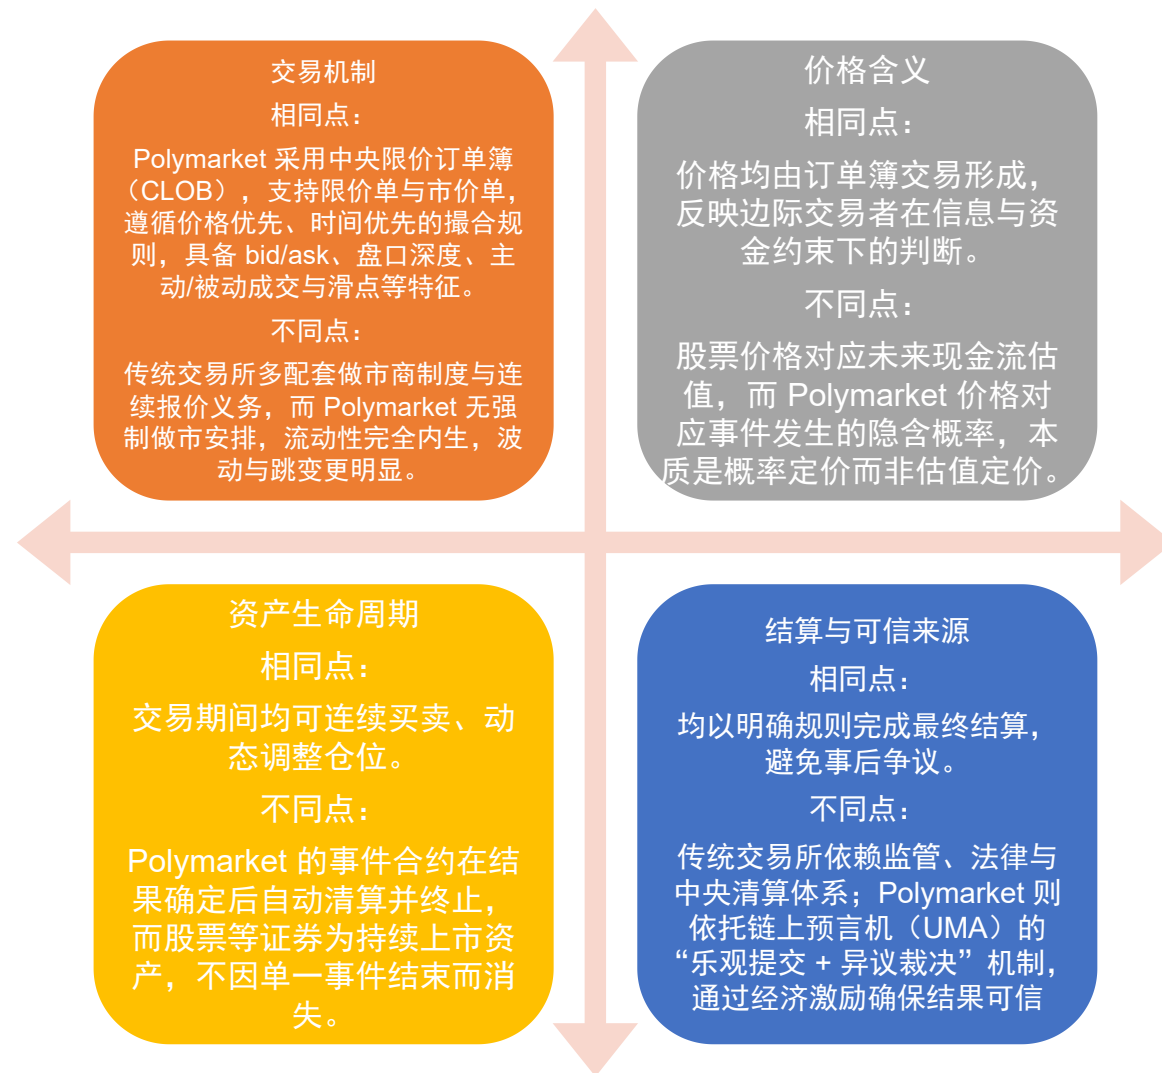 交易机制
相同点：
Polymarket 采用中央限价订单簿
（CLOB），支持限价单与市价单，
遵循价格优先、时间优先的撮合规
则，具备 bid/ask、盘口深度、主
动/被动成交与滑点等特征。
不同点：
传统交易所多配套做市商制度与连
续报价义务，而 Polymarket 无强
制做市安排，流动性完全内生，波
动与跳变更明显。
价格含义
相同点：
价格均由订单簿交易形成，
反映边际交易者在信息与资
金约束下的判断。
不同点：
股票价格对应未来现金流估
值，而 Polymarket 价格对
应事件发生的隐含概率，本
质是概率定价而非估值定价。
资产生命周期
相同点：
交易期间均可连续买卖、动
态调整仓位。
不同点：
Polymarket 的事件合约在结
果确定后自动清算并终止，
而股票等证券为持续上市资
产，不因单一事件结束而消
失。
结算与可信来源
相同点：
均以明确规则完成最终结算，
避免事后争议。
不同点：
传统交易所依赖监管、法律与
中央清算体系；Polymarket 则
依托链上预言机（UMA）的
“乐观提交 + 异议裁决”机制，
通过经济激励确保结果可信